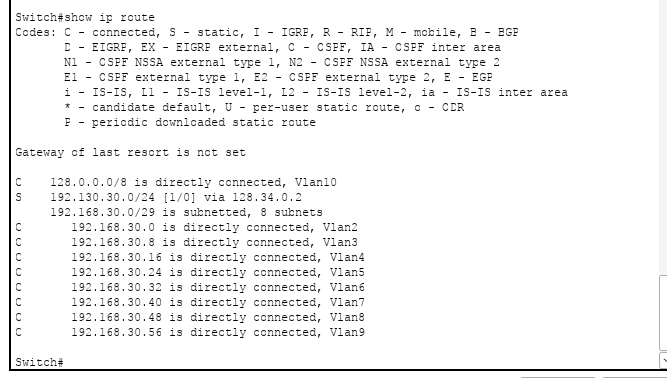 Switch#show ip route
Codes: C - connected, S - static, I - IGRP, R - RIP, M - mobile, B - BGP
       D - EIGRP, EX - EIGRP external, O - OSPF, IA - OSPF inter area
       N1 - OSPF NSSA external type 1, N2 - OSPF NSSA external type 2
       E1 - OSPF external type 1, E2 - OSPF external type 2, E - EGP
       i - IS-IS, L1 - IS-IS level-1, L2 - IS-IS level-2, ia - IS-IS inter area
       * - candidate default, U - per-user static route, o - ODR
       P - periodic downloaded static route
Gateway of last resort is not set
C    128.0.0.0/8 is directly connected, Vlan10
S    192.130.30.0/24 [1/0] via 128.34.0.2
     192.168.30.0/29 is subnetted, 8 subnets
C       192.168.30.0 is directly connected, Vlan2
C       192.168.30.8 is directly connected, Vlan3
C       192.168.30.16 is directly connected, Vlan4
C       192.168.30.24 is directly connected, Vlan5
C       192.168.30.32 is directly connected, Vlan6
C       192.168.30.40 is directly connected, Vlan7
C       192.168.30.48 is directly connected, Vlan8
C       192.168.30.56 is directly connected, Vlan9
Switch#